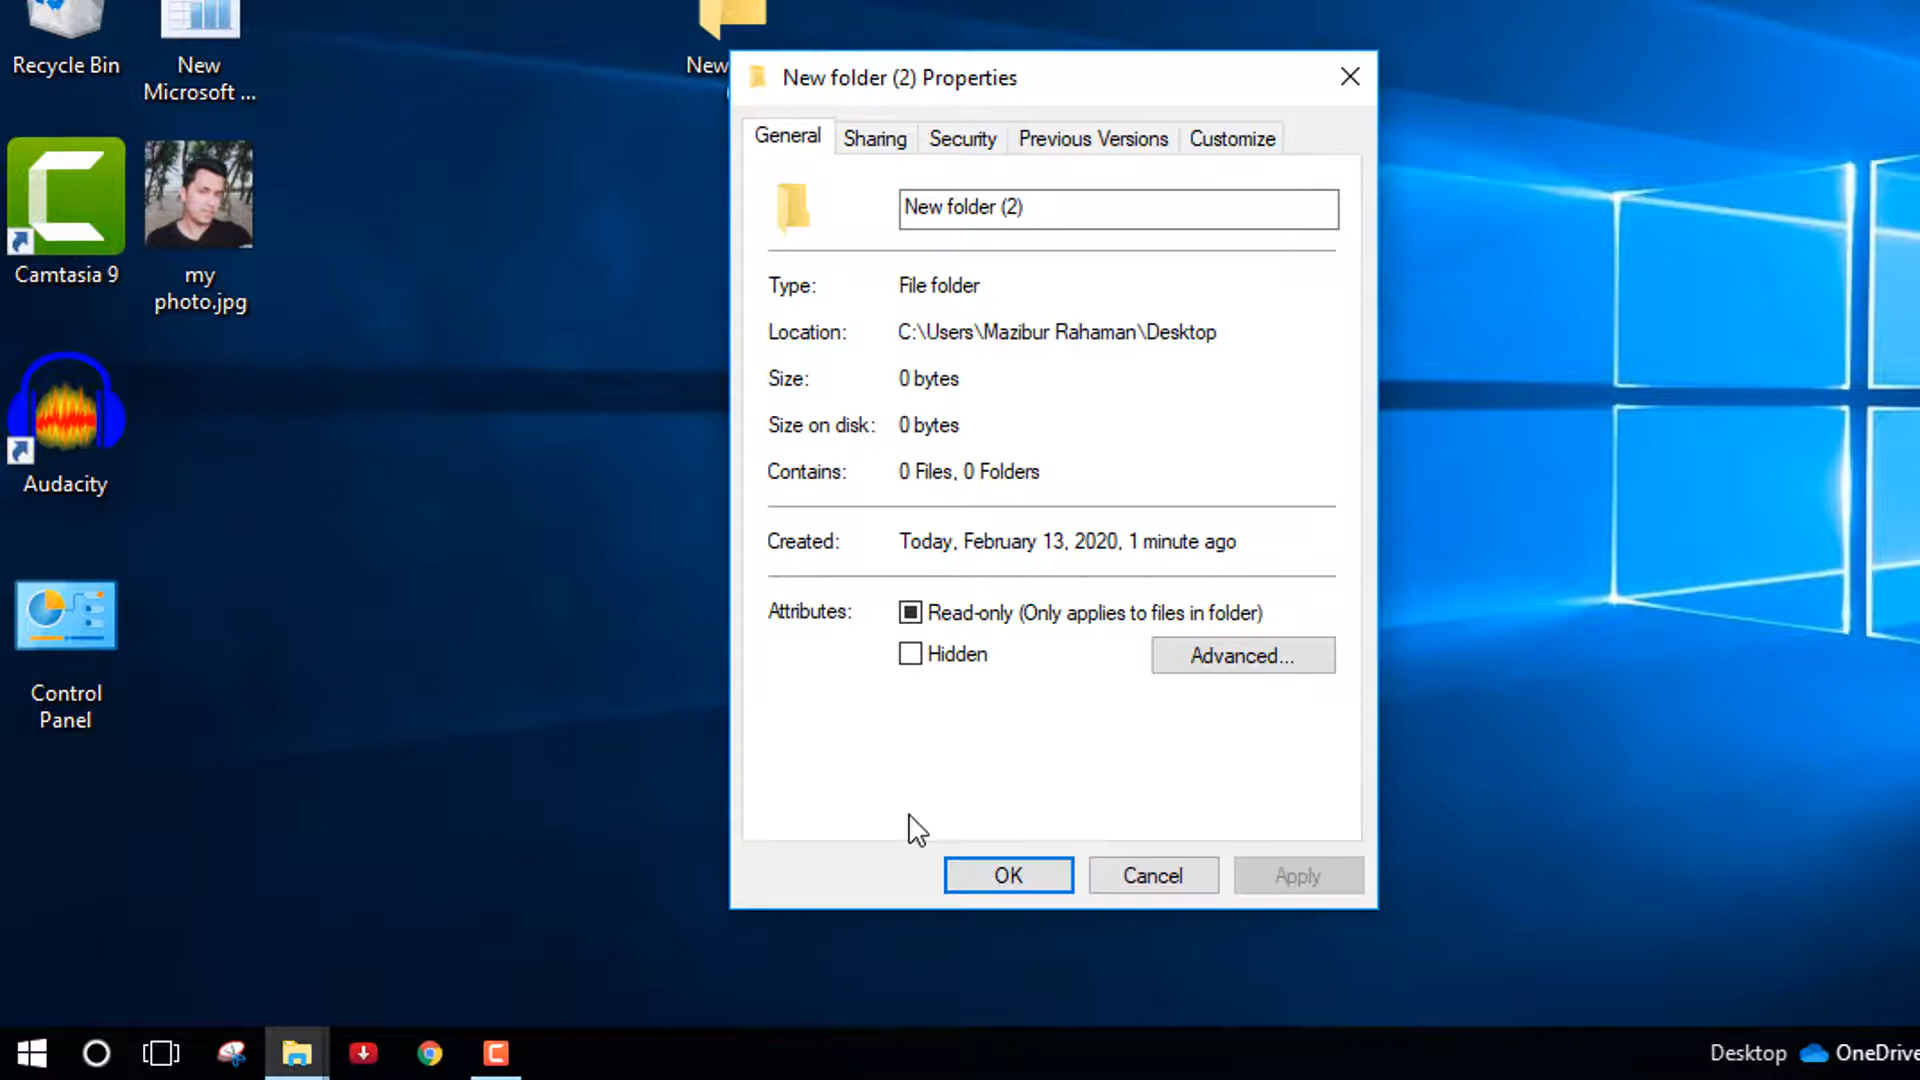 Recycle Bin
New
Microsoft ...
Camtasia 9
my
photo.jpg
Audacity
Control
Panel
New
New folder (2) Properties
General
Sharing
Security
Previous Versions
Customize
New folder (2)
Type: File folder
Location: C:\Users\Mazibur Rahaman\Desktop
Size: 0 bytes
Size on disk: 0 bytes
Contains: 0 Files, 0 Folders
Created: Today, February 13, 2020, 1 minute ago
Attributes: Read-only (Only applies to files in folder)
Hidden
Advanced...
OK
Cancel
Apply
Desktop
OneDrive